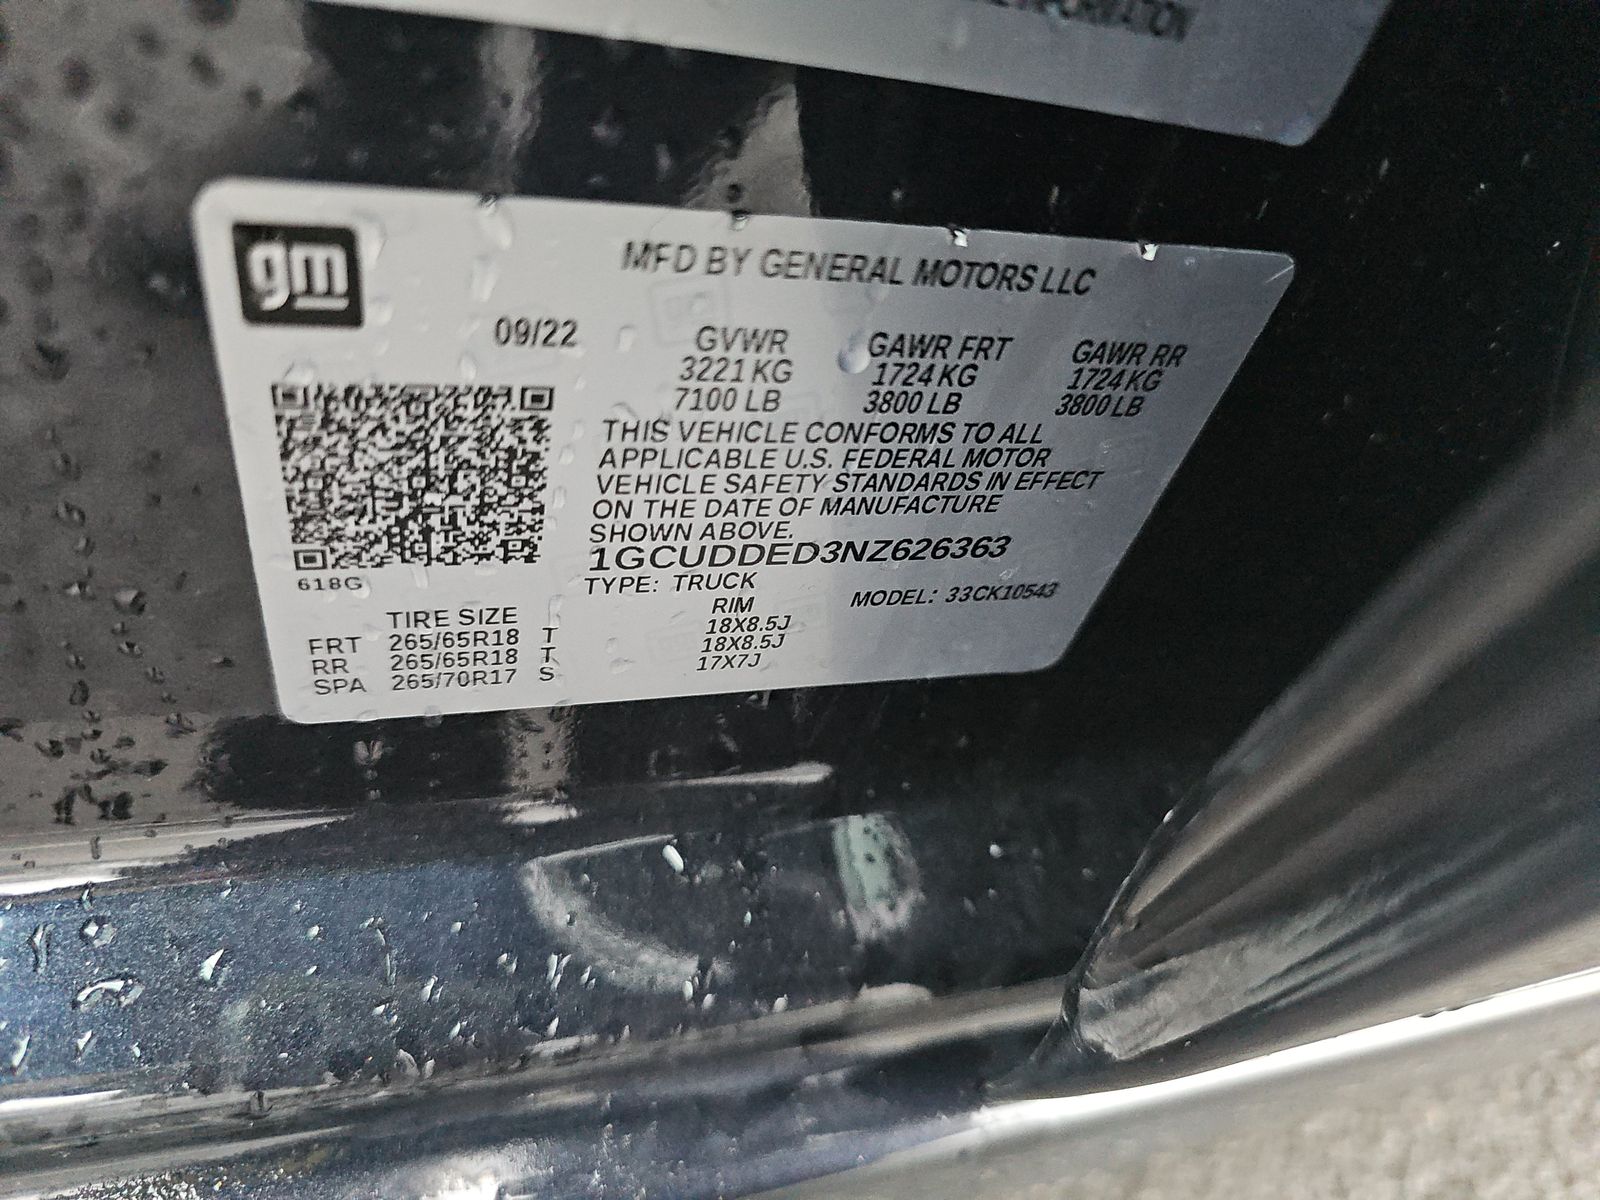 INFORMATION
gm
MFD BY GENERAL MOTORS LLC
09/22
GVWR GAWR FRT GAWR RR
3221 KG 1724 KG 1724 KG
7100 LB 3800 LB 3800 LB
THIS VEHICLE CONFORMS TO ALL
APPLICABLE U.S. FEDERAL MOTOR
VEHICLE SAFETY STANDARDS IN EFFECT
ON THE DATE OF MANUFACTURE
SHOWN ABOVE.
1GCUDDED3NZ626363
618G
TYPE: TRUCK MODEL: 33CK10543
TIRE SIZE RIM
FRT 265/65R18 T 18X8.5J
RR 265/65R18 T 18X8.5J
SPA 265/70R17 S 17X7J